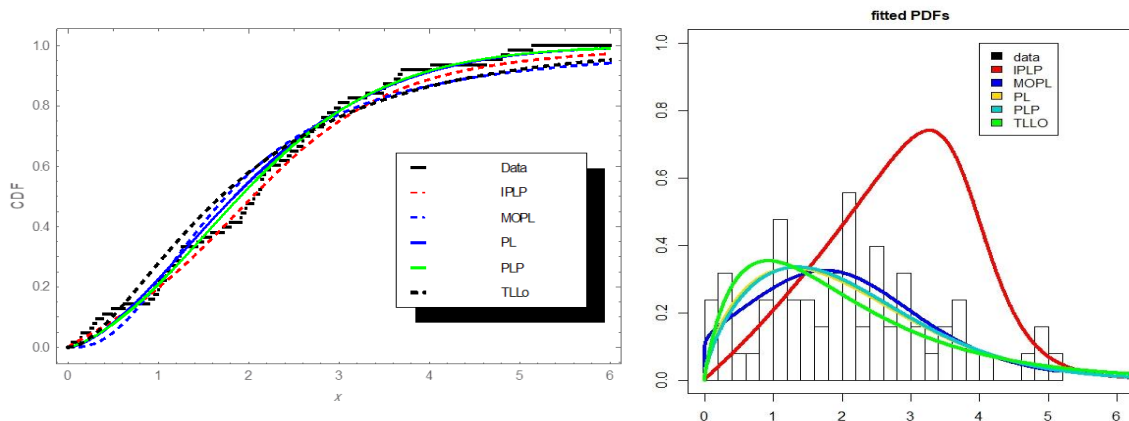 CDF
1.0
0.8
0.6
0.4
0.2
0.0
Data
IPLP
MOPL
PL
PLP
TLLo
0 1 2 3 4 5 6
x
fitted PDFs
1.0
0.8
0.6
0.4
0.2
0.0
data
IPLP
MOPL
PL
PLP
TLLO
0 1 2 3 4 5 6